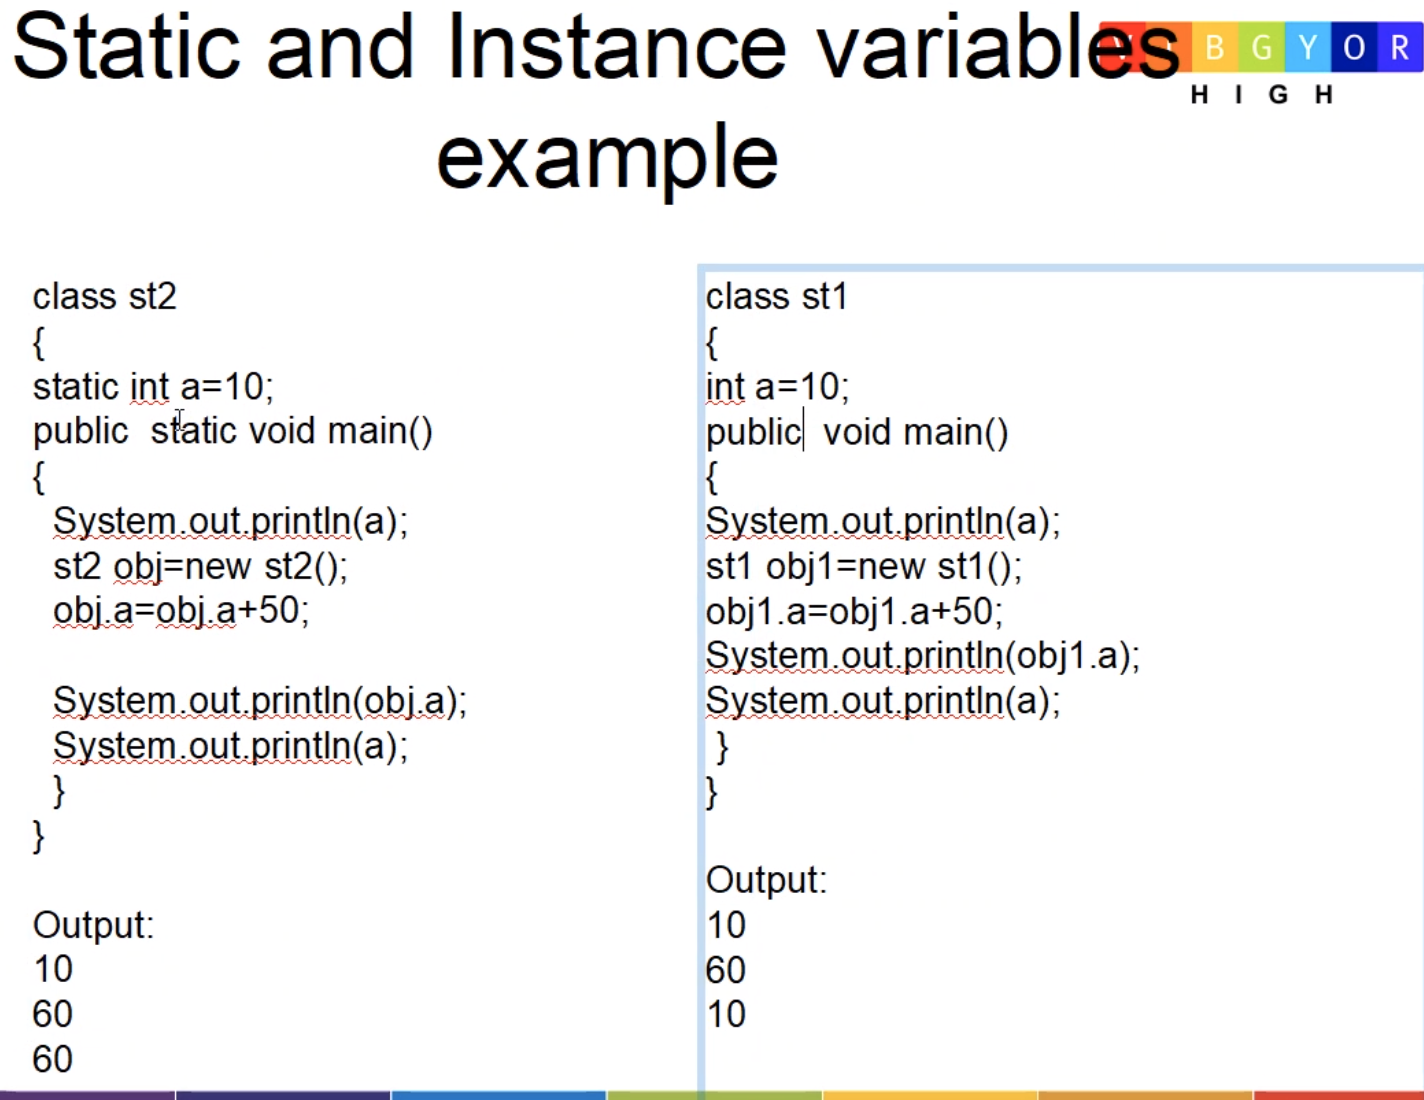 Static and Instance variables
example
B G Y O R
H I G H
class st2
{
static int a=10;
public  static void main()
{
System.out.println(a);
st2 obj=new st2();
obj.a=obj.a+50;
System.out.println(obj.a);
System.out.println(a);
}
}
Output:
10
60
60
class st1
{
int a=10;
public  void main()
{
System.out.println(a);
st1 obj1=new st1();
obj1.a=obj1.a+50;
System.out.println(obj1.a);
System.out.println(a);
}
}
Output:
10
60
10